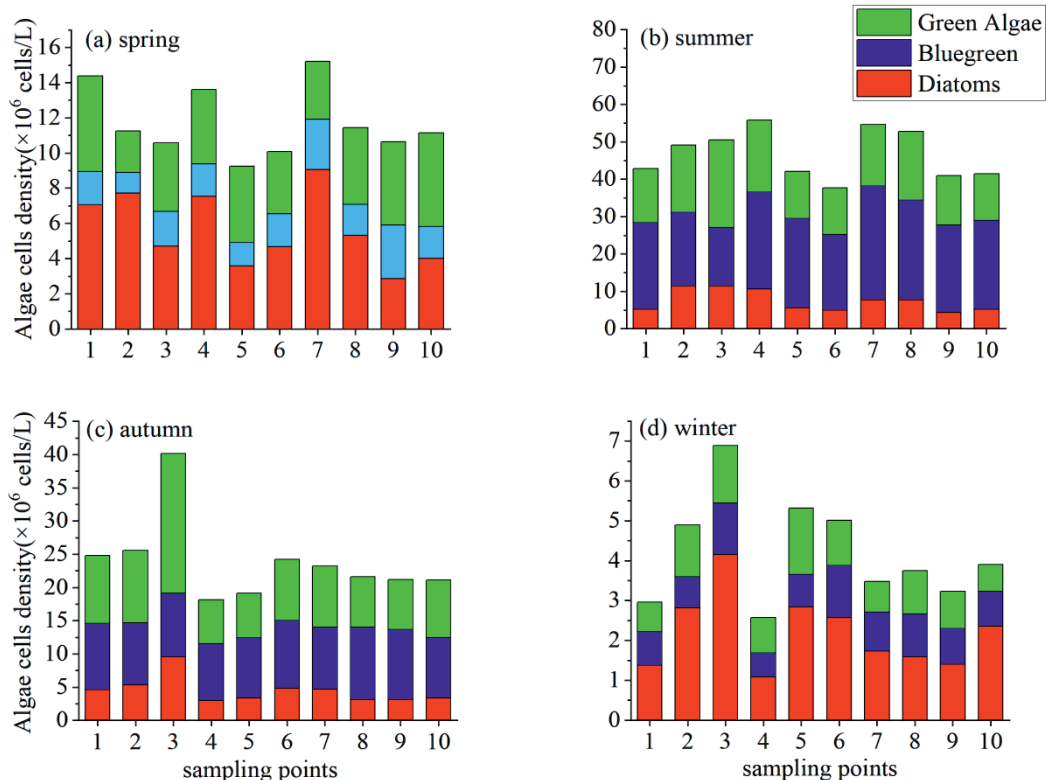 (a) spring
Algae cells density(×10⁶ cells/L)
16
14
12
10
8
6
4
2
0
1 2 3 4 5 6 7 8 9 10
(b) summer
Green Algae
Bluegreen
Diatoms
80
70
60
50
40
30
20
10
0
1 2 3 4 5 6 7 8 9 10
(c) autumn
Algae cells density(×10⁶ cells/L)
45
40
35
30
25
20
15
10
5
0
1 2 3 4 5 6 7 8 9 10
sampling points
(d) winter
7
6
5
4
3
2
1
0
1 2 3 4 5 6 7 8 9 10
sampling points